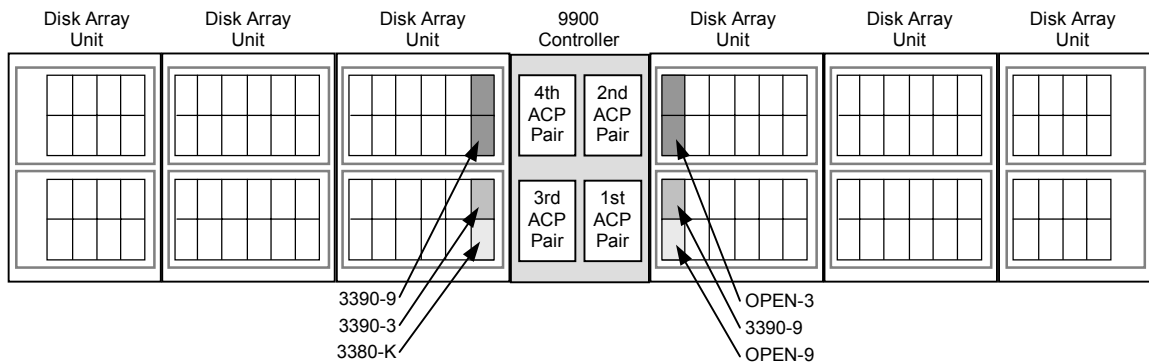 Disk Array
Unit
Disk Array
Unit
Disk Array
Unit
9900
Controller
Disk Array
Unit
Disk Array
Unit
Disk Array
Unit
4th
ACP
Pair
2nd
ACP
Pair
3rd
ACP
Pair
1st
ACP
Pair
3390-9
3390-3
3380-K
OPEN-3
3390-9
OPEN-9